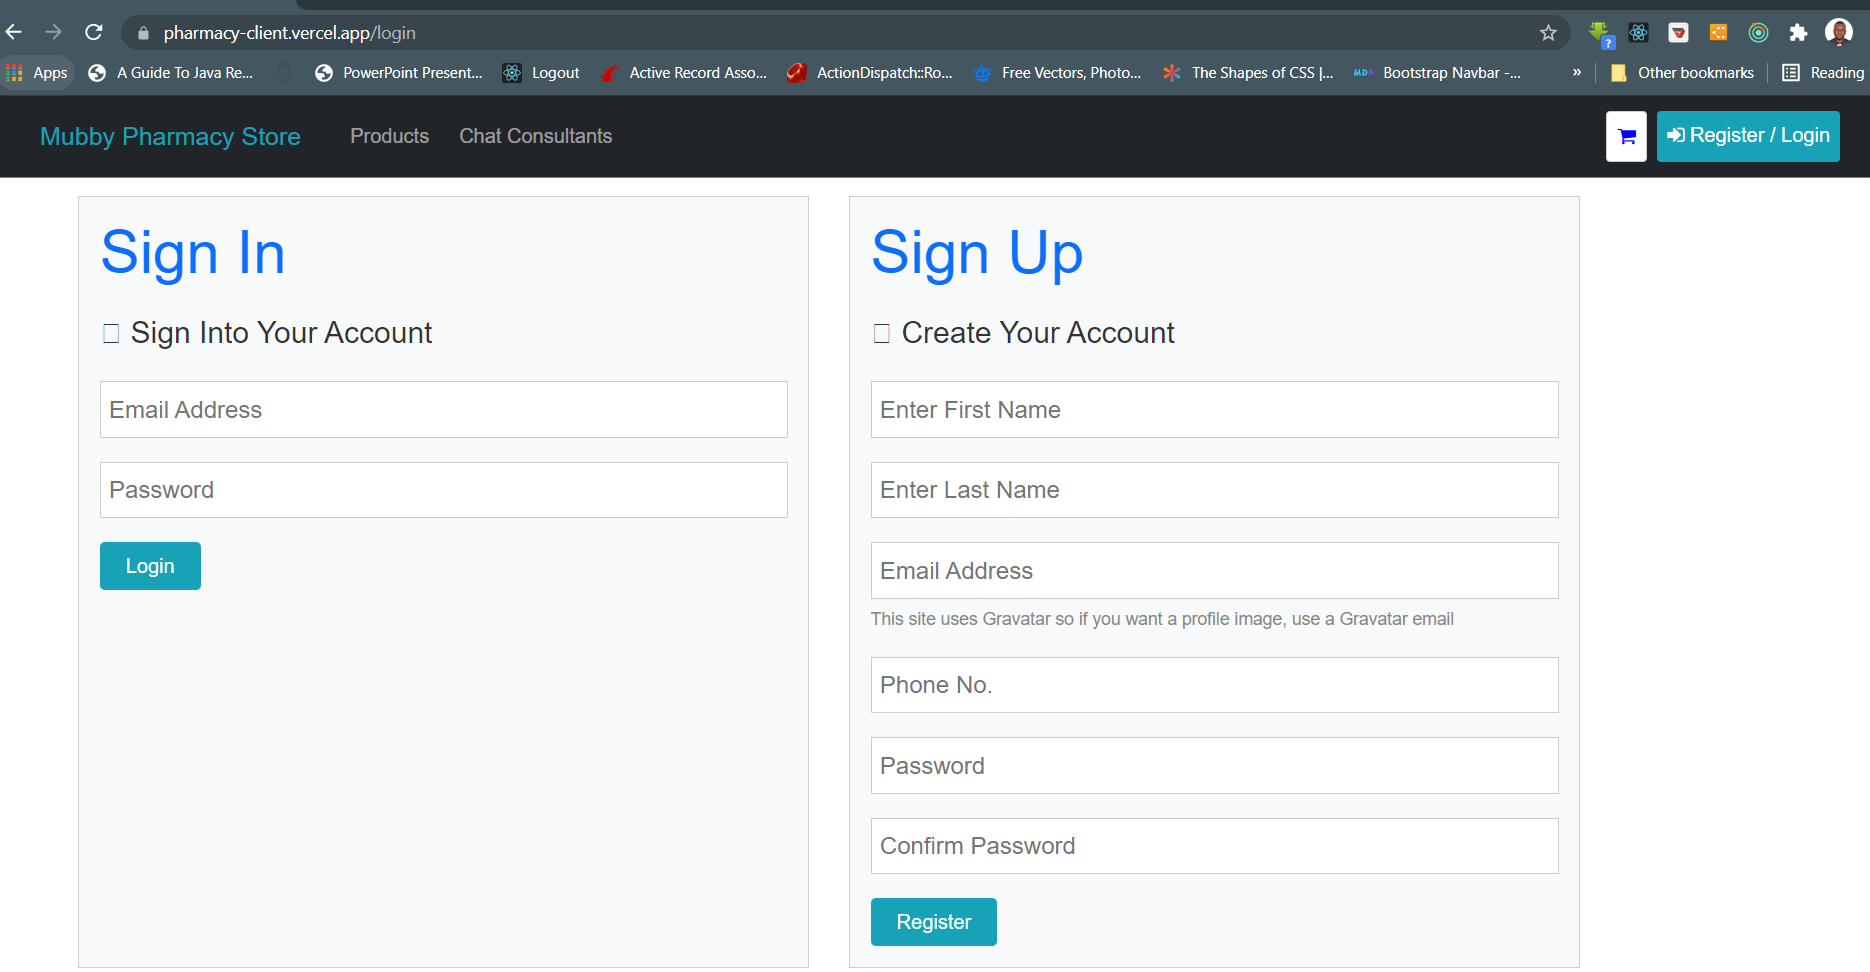 pharmacy-client.vercel.app/login
?
Apps A Guide To Java Re... PowerPoint Present... Logout Active Record Asso... ActionDispatch::Ro... Free Vectors, Photo... The Shapes of CSS |... MDB Bootstrap Navbar -... » Other bookmarks Reading
Mubby Pharmacy Store Products Chat Consultants Register / Login
Sign In
Sign Into Your Account
Email Address
Password
Login
Sign Up
Create Your Account
Enter First Name
Enter Last Name
Email Address
This site uses Gravatar so if you want a profile image, use a Gravatar email
Phone No.
Password
Confirm Password
Register